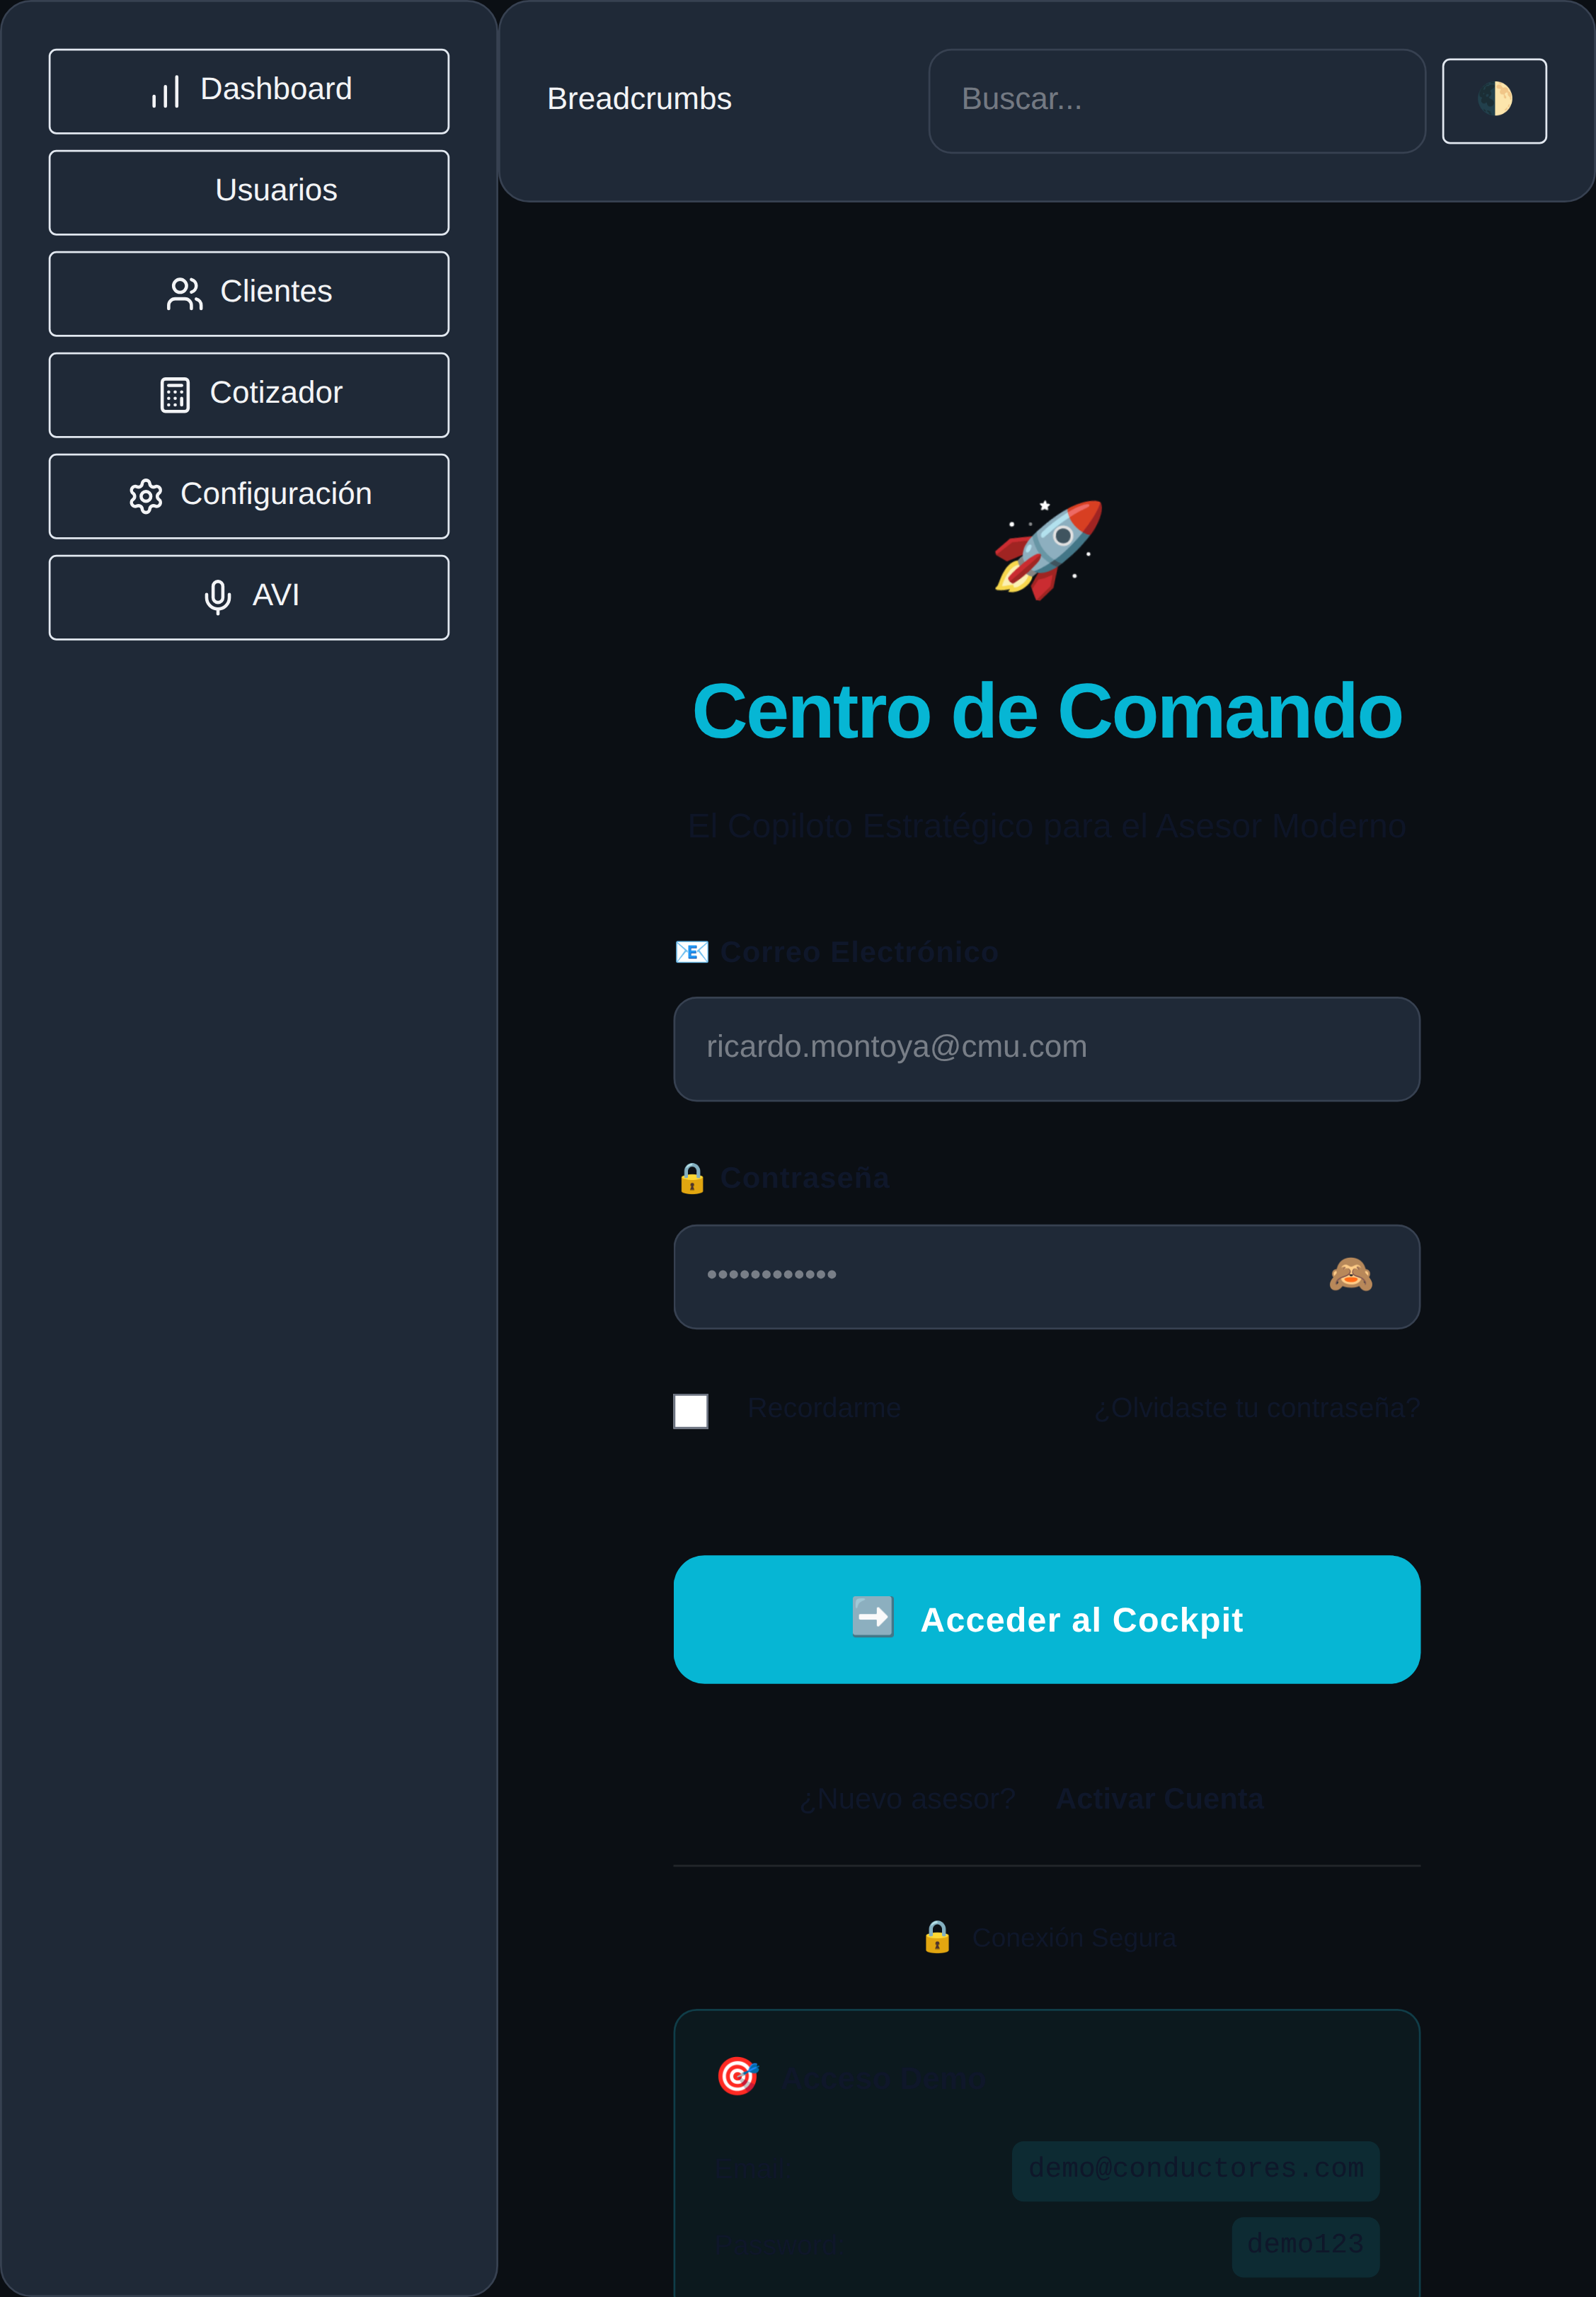 Dashboard
Usuarios
Clientes
Cotizador
Configuración
AVI
Breadcrumbs
Buscar...
Centro de Comando
El Copiloto Estratégico para el Asesor Moderno
Correo Electrónico
ricardo.montoya@cmu.com
Contraseña
••••••••••••
Recordarme
¿Olvidaste tu contraseña?
Acceder al Cockpit
¿Nuevo asesor? Activar Cuenta
Conexión Segura
demo@conductores.com
demo123